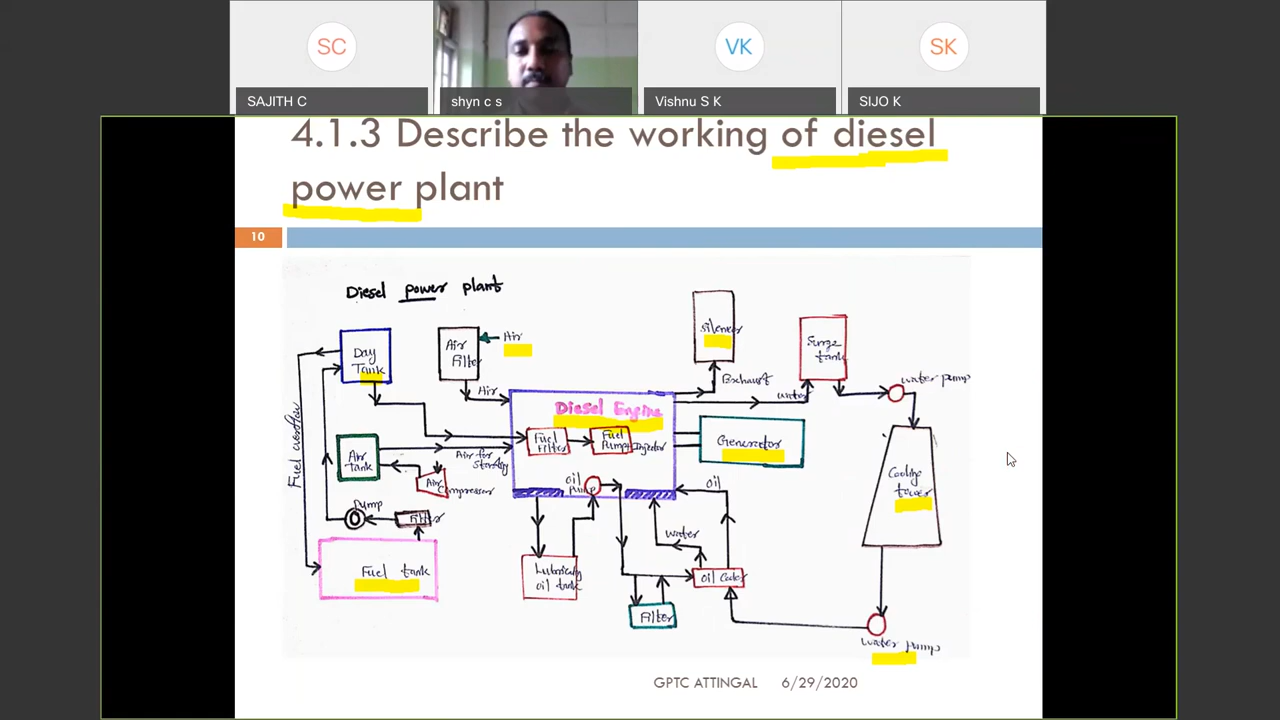 SC
VK
SK
SAJITH C
shyn c s
Vishnu S K
SIJO K
4.1.3 Describe the working of diesel
power plant
10
Diesel power plant
Day
Tank
Air
Filter
Air
Air
Silencer
Exhaust
Surge
tank
water
water pump
Diesel Engine
Fuel
Filter
Fuel
Pump
Injector
Generator
Cooling
tower
Fuel overflow
Air
Tank
Air for
Starting
Air
Compressor
Pump
Filter
Fuel tank
oil
Pump
oil
water
Lubricating
oil tank
Oil Cooler
Filter
water pump
GPTC ATTINGAL 6/29/2020